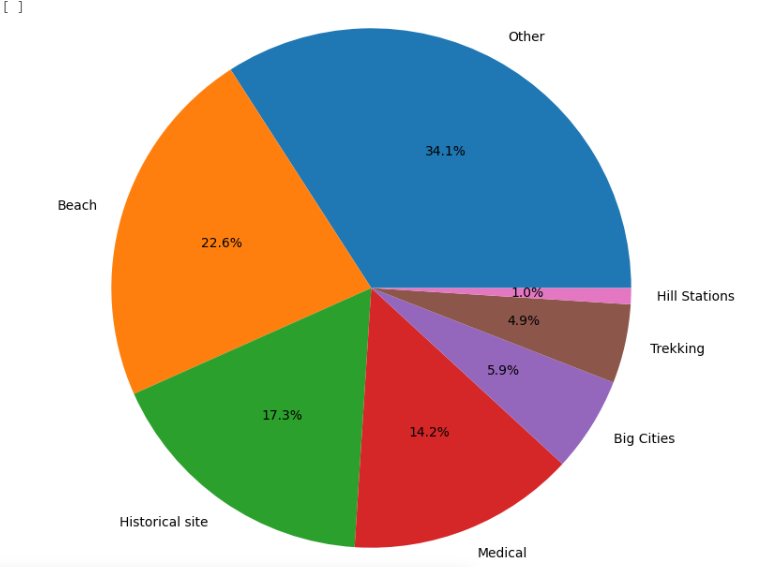 [ ]
Other
34.1%
Beach
22.6%
1.0%
Hill Stations
4.9%
Trekking
5.9%
17.3%
14.2%
Big Cities
Historical site
Medical